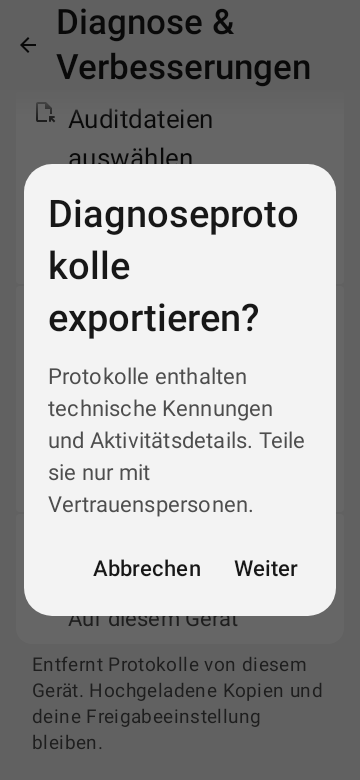 Diagnose &
Verbesserungen
Auditdateien
auswählen
Diagnoseproto
kolle
exportieren?
Protokolle enthalten
technische Kennungen
und Aktivitätsdetails. Teile
sie nur mit
Vertrauenspersonen.
Abbrechen Weiter
Auf diesem Gerät
Entfernt Protokolle von diesem
Gerät. Hochgeladene Kopien und
deine Freigabeeinstellung
bleiben.